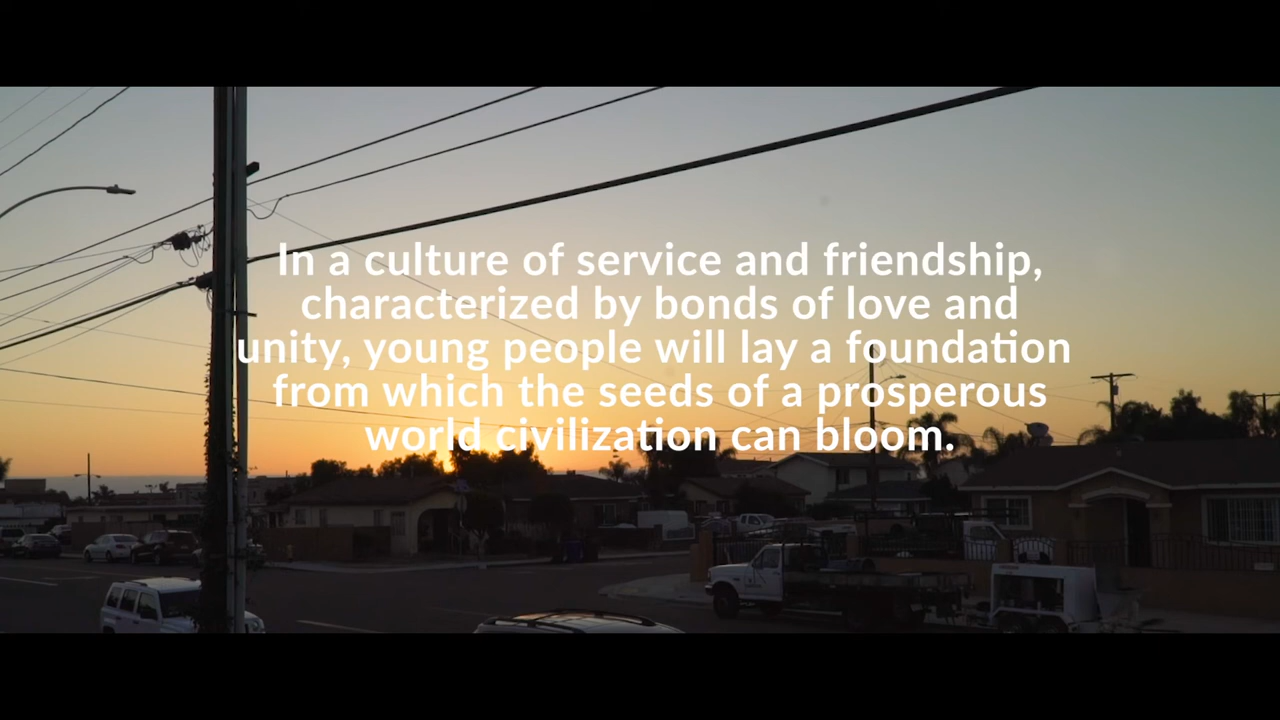 In a culture of service and friendship,
characterized by bonds of love and
unity, young people will lay a foundation
from which the seeds of a prosperous
world civilization can bloom.